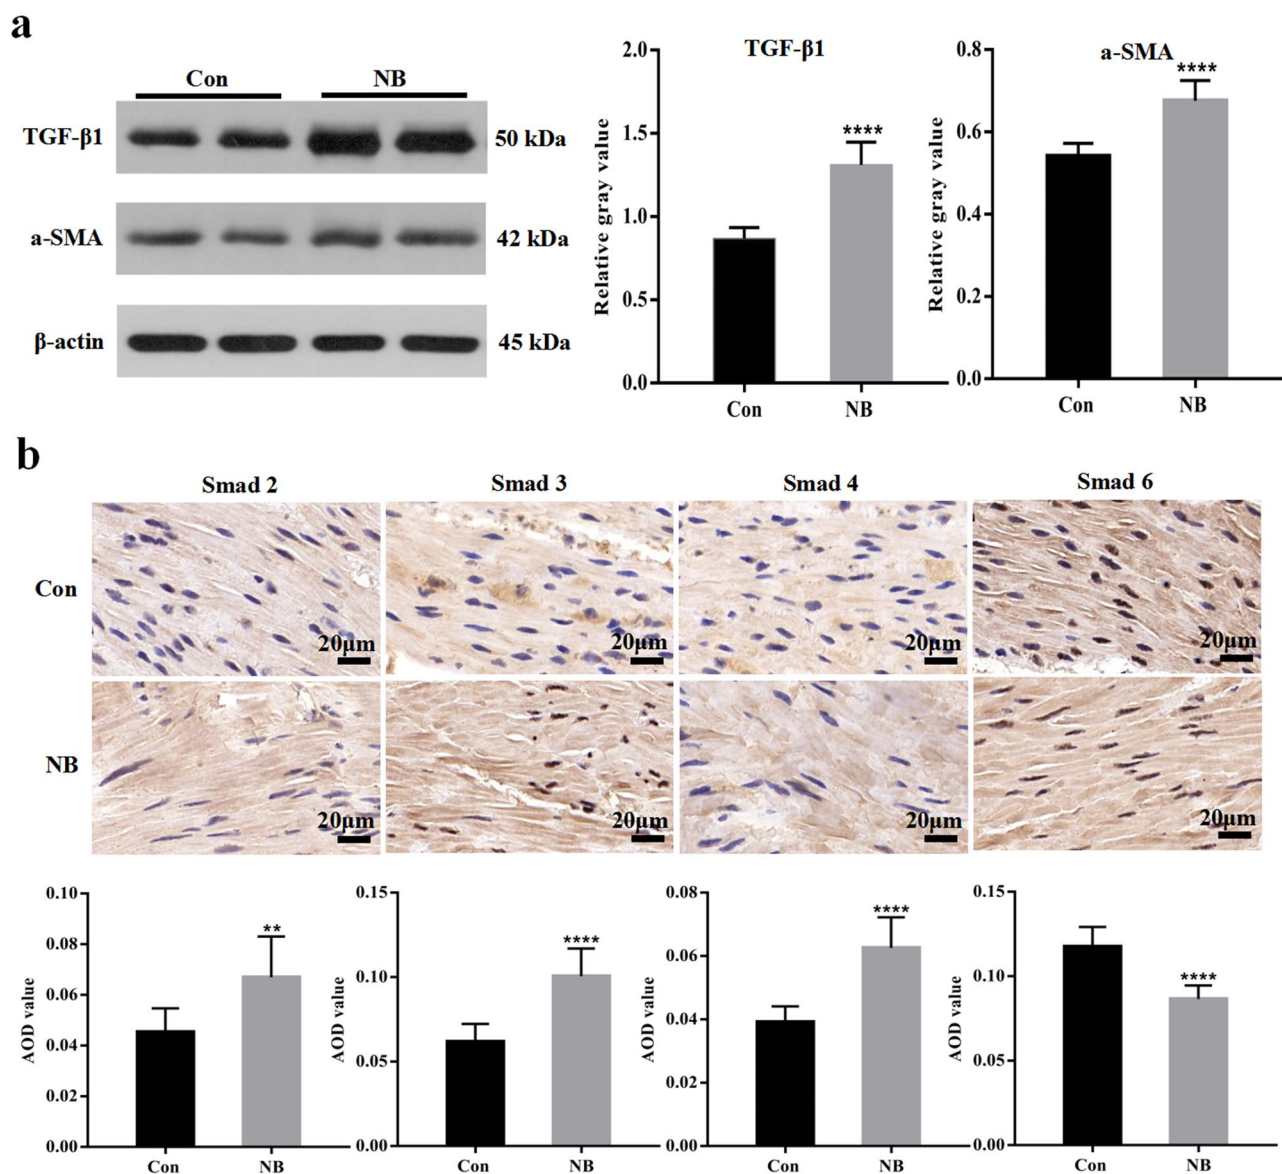 a
Con NB
TGF-β1 50 kDa
a-SMA 42 kDa
β-actin 45 kDa
TGF-β1
Relative gray value
2.0
1.5
1.0
0.5
0.0
****
Con NB
a-SMA
Relative gray value
0.8
0.6
0.4
0.2
0.0
****
Con NB
b
Smad 2 Smad 3 Smad 4 Smad 6
Con
20μm 20μm 20μm 20μm
NB
20μm 20μm 20μm 20μm
AOD value
0.10
0.08
0.06
0.04
0.02
0.00
**
Con NB
AOD value
0.15
0.10
0.05
0.00
****
Con NB
AOD value
0.08
0.06
0.04
0.02
0.00
****
Con NB
AOD value
0.15
0.10
0.05
0.00
****
Con NB